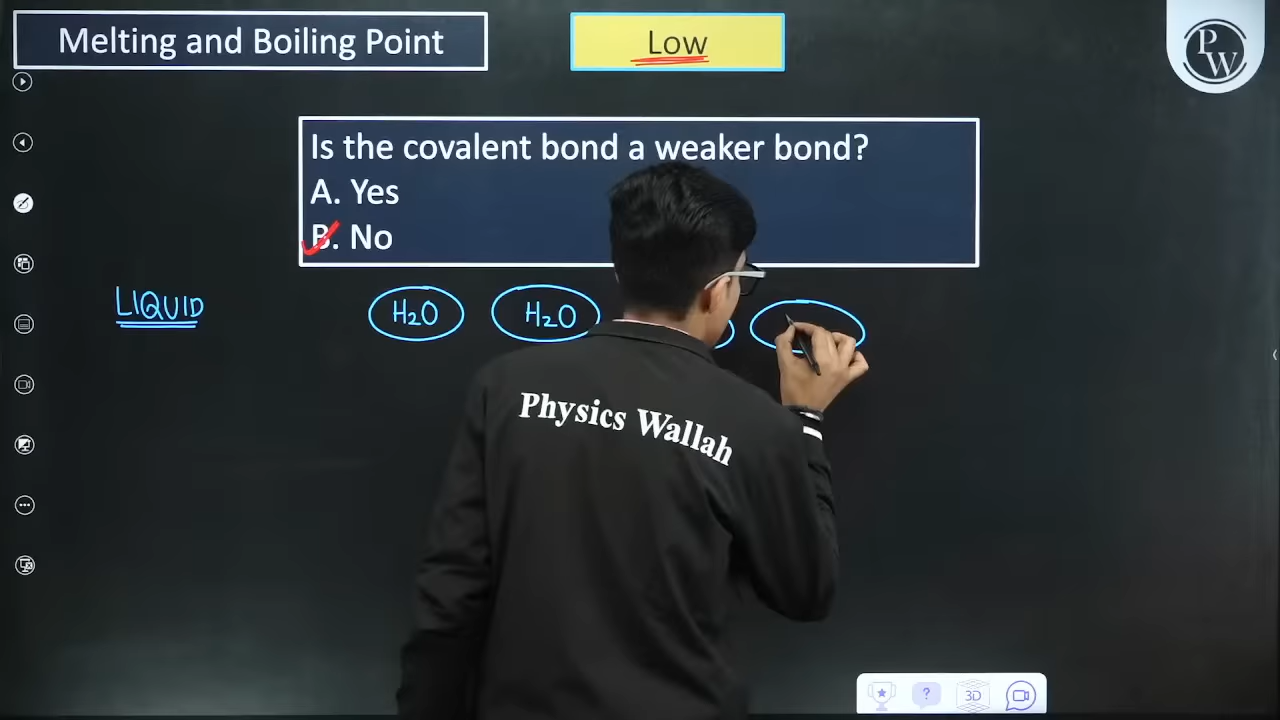 Melting and Boiling Point
Low
P
W
Is the covalent bond a weaker bond?
A. Yes
B. No
LIQUID
H₂O
H₂O
Physics Wallah
?
3D